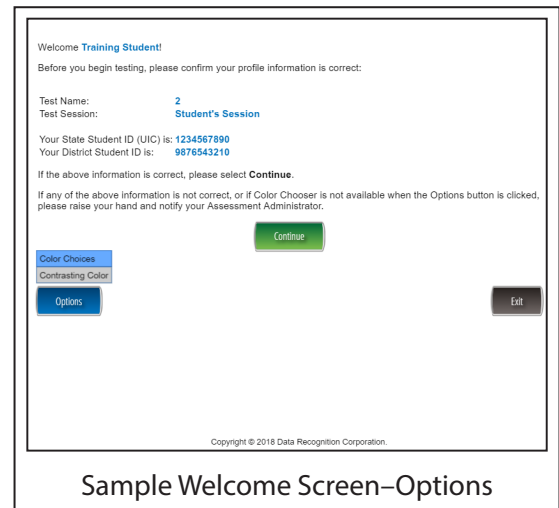 Welcome Training Student!
Before you begin testing, please confirm your profile information is correct:
Test Name: 2
Test Session: Student's Session
Your State Student ID (UIC) is: 1234567890
Your District Student ID is: 9876543210
If the above information is correct, please select Continue.
If any of the above information is not correct, or if Color Chooser is not available when the Options button is clicked,
please raise your hand and notify your Assessment Administrator.
Continue
Color Choices
Contrasting Color
Options
Exit
Copyright © 2018 Data Recognition Corporation.
Sample Welcome Screen–Options